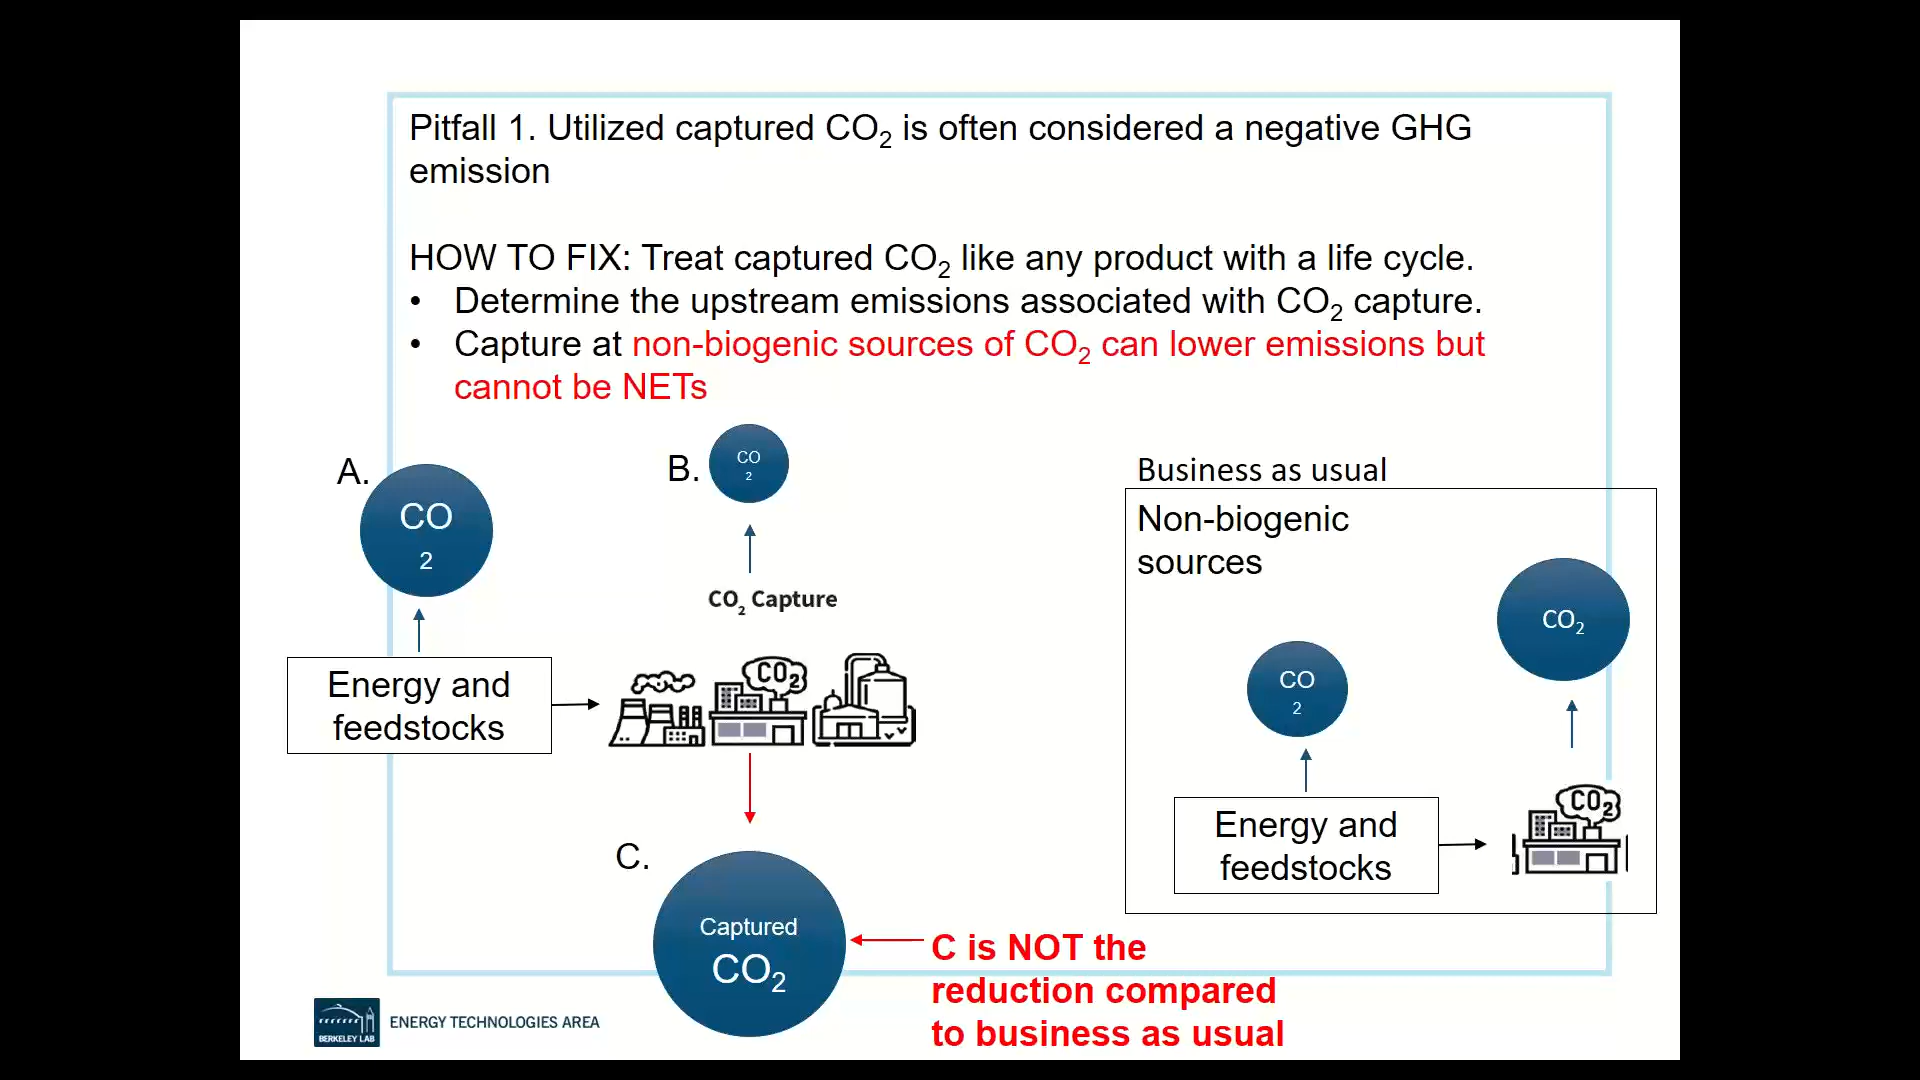 Pitfall 1. Utilized captured CO₂ is often considered a negative GHG
emission
HOW TO FIX: Treat captured CO₂ like any product with a life cycle.
• Determine the upstream emissions associated with CO₂ capture.
• Capture at non-biogenic sources of CO₂ can lower emissions but
cannot be NETs
A.
CO
2
Energy and
feedstocks
B.
CO
2
CO₂ Capture
CO₂
C.
Captured
CO₂
C is NOT the
reduction compared
to business as usual
Business as usual
Non-biogenic
sources
CO
2
CO₂
Energy and
feedstocks
CO₂
BERKELEY LAB
ENERGY TECHNOLOGIES AREA